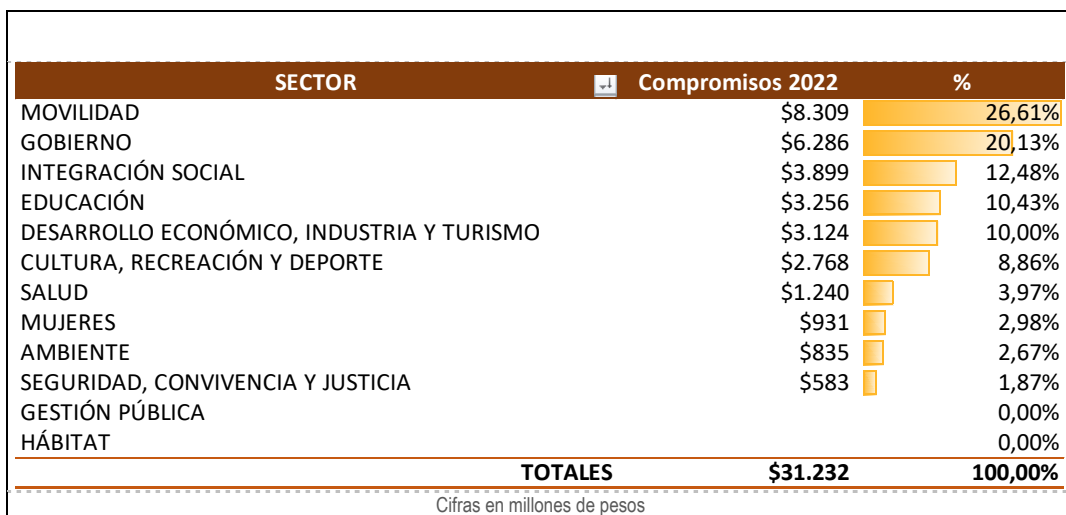 SECTOR Compromisos 2022 %
MOVILIDAD $8.309 26,61%
GOBIERNO $6.286 20,13%
INTEGRACIÓN SOCIAL $3.899 12,48%
EDUCACIÓN $3.256 10,43%
DESARROLLO ECONÓMICO, INDUSTRIA Y TURISMO $3.124 10,00%
CULTURA, RECREACIÓN Y DEPORTE $2.768 8,86%
SALUD $1.240 3,97%
MUJERES $931 2,98%
AMBIENTE $835 2,67%
SEGURIDAD, CONVIVENCIA Y JUSTICIA $583 1,87%
GESTIÓN PÚBLICA 0,00%
HÁBITAT 0,00%
TOTALES $31.232 100,00%
Cifras en millones de pesos